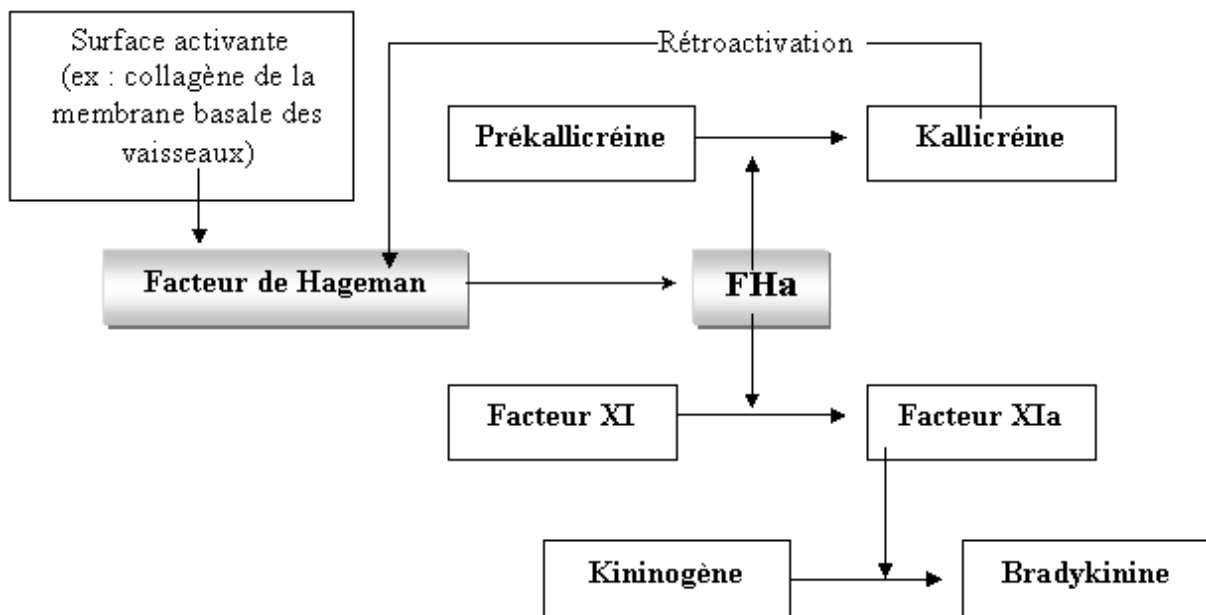 Surface activante
(ex : collagène de la
membrane basale des
vaisseaux)
Rétroactivation
Prékallicréine
Kallicréine
Facteur de Hageman
FHa
Facteur XI
Facteur XIa
Kininogène
Bradykinine